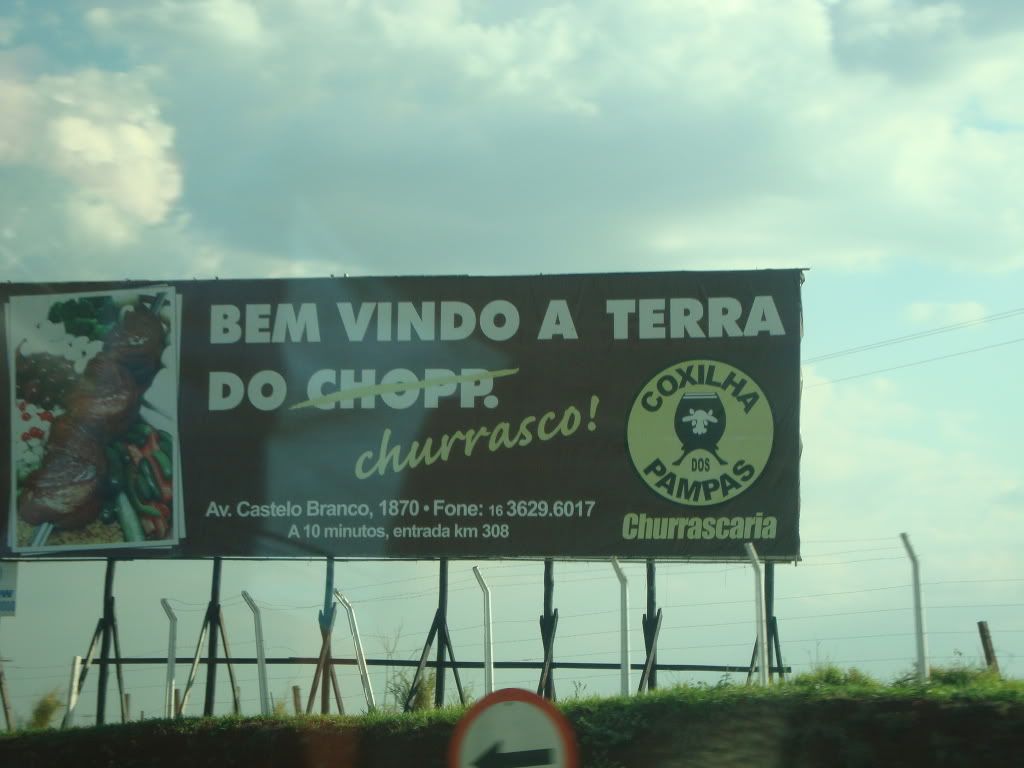 BEM VINDO A TERRA
DO CHOPP.
churrasco!
COXILHA
DOS
PAMPAS
Churrascaria
Av. Castelo Branco, 1870 • Fone: 16 3629.6017
A 10 minutos, entrada km 308